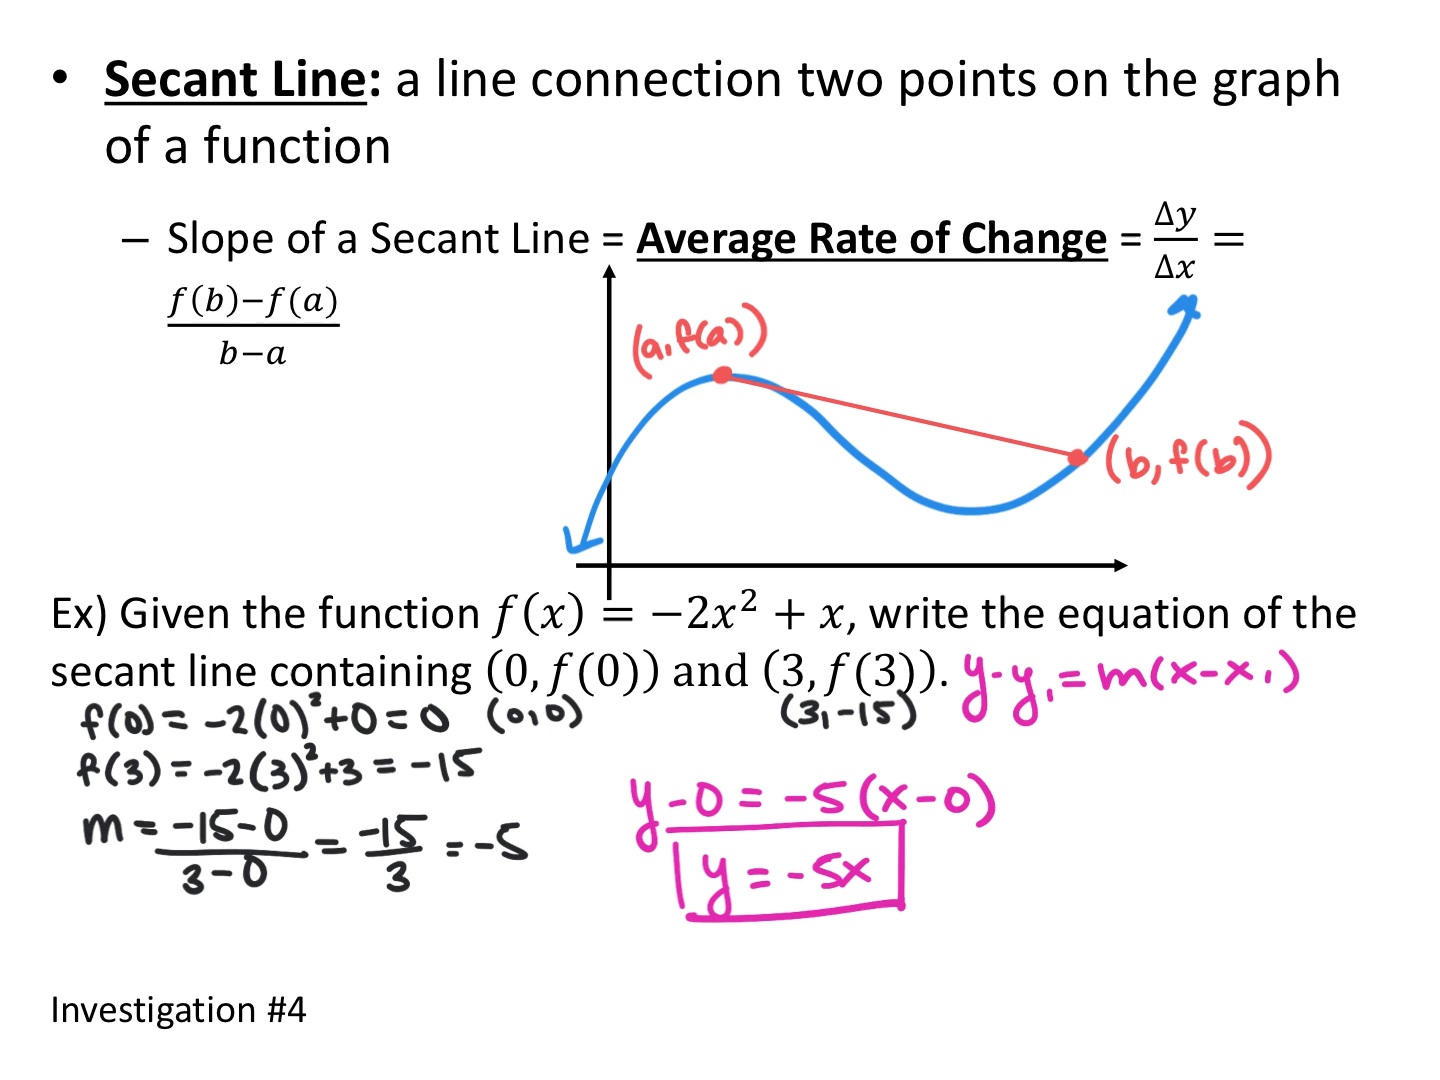 • Secant Line: a line connection two points on the graph
of a function
– Slope of a Secant Line = Average Rate of Change = Δy/Δx =
f(b)−f(a)/b−a
(a, f(a))
(b, f(b))
Ex) Given the function f(x) = −2x² + x, write the equation of the
secant line containing (0, f(0)) and (3, f(3)).
y-y₁ = m(x-x₁)
f(0) = -2(0)²+0 = 0 (0,0) (3,-15)
f(3) = -2(3)²+3 = -15
m = -15-0/3-0 = -15/3 = -5
y-0 = -5(x-0)
y = -5x
Investigation #4